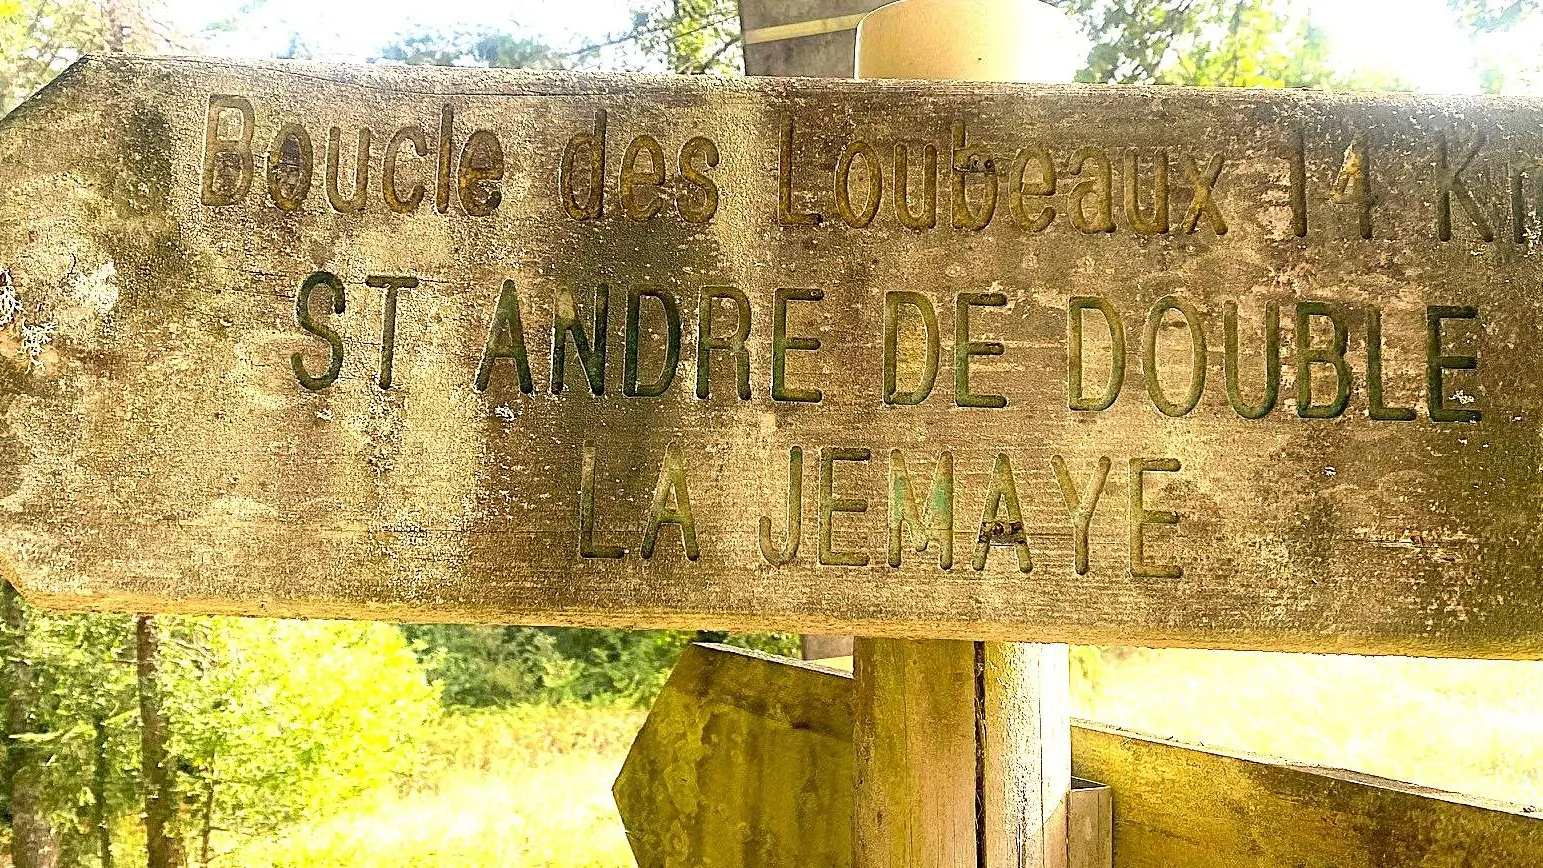 Boucle des Loubeaux 14 Km
ST ANDRE DE DOUBLE
LA JEMAYE